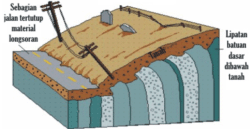 Sebagian
jalan tertutup
material
longsoran
Lipatan
batuan
dasar
dibawah
tanah